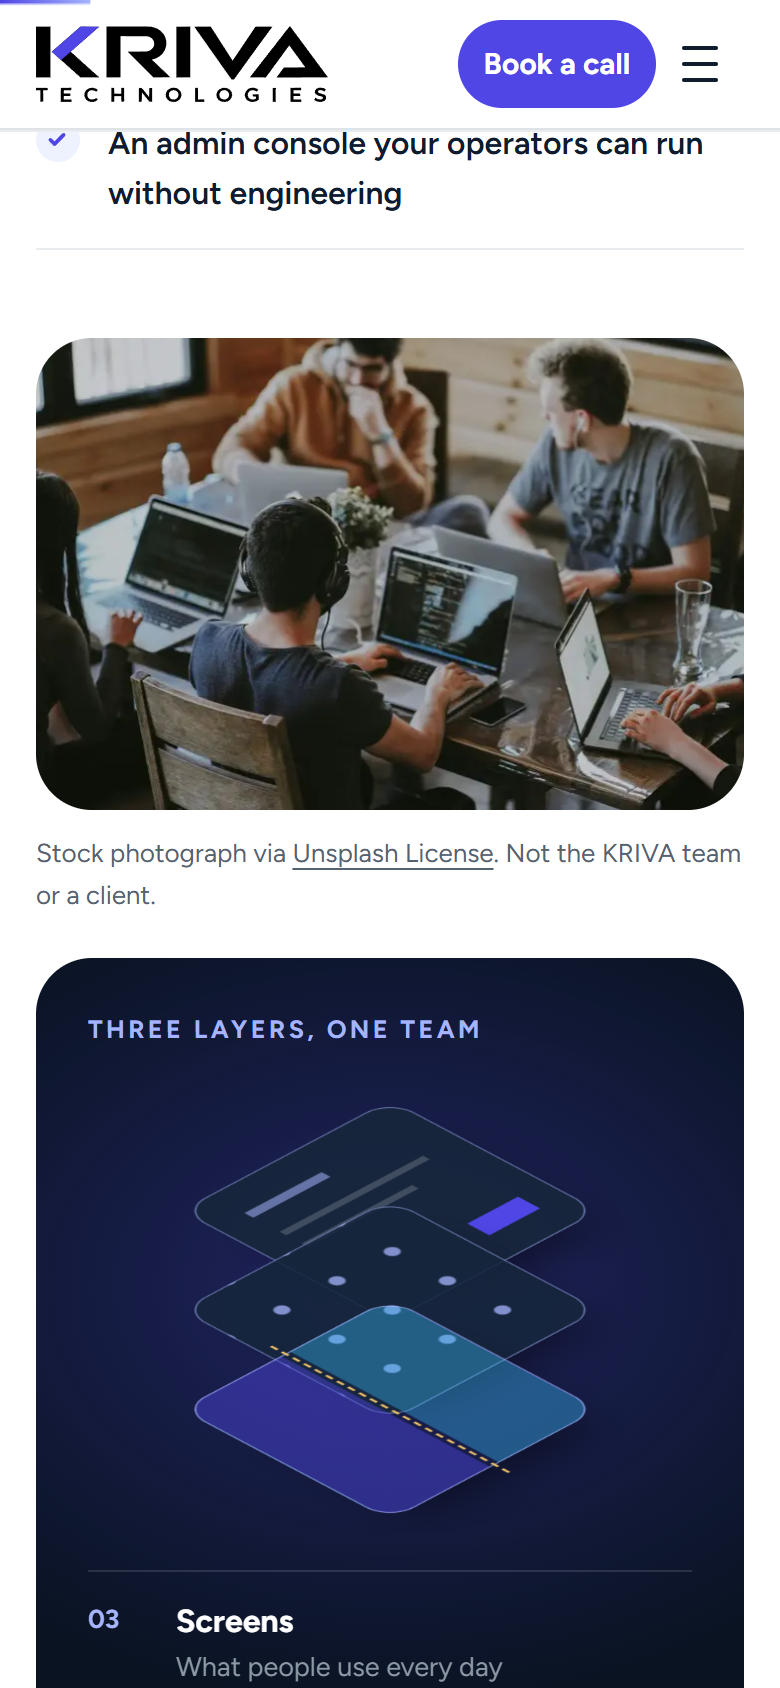 KRIVA
TECHNOLOGIES
Book a call
An admin console your operators can run
without engineering
Stock photograph via Unsplash License. Not the KRIVA team
or a client.
THREE LAYERS, ONE TEAM
03 Screens
What people use every day